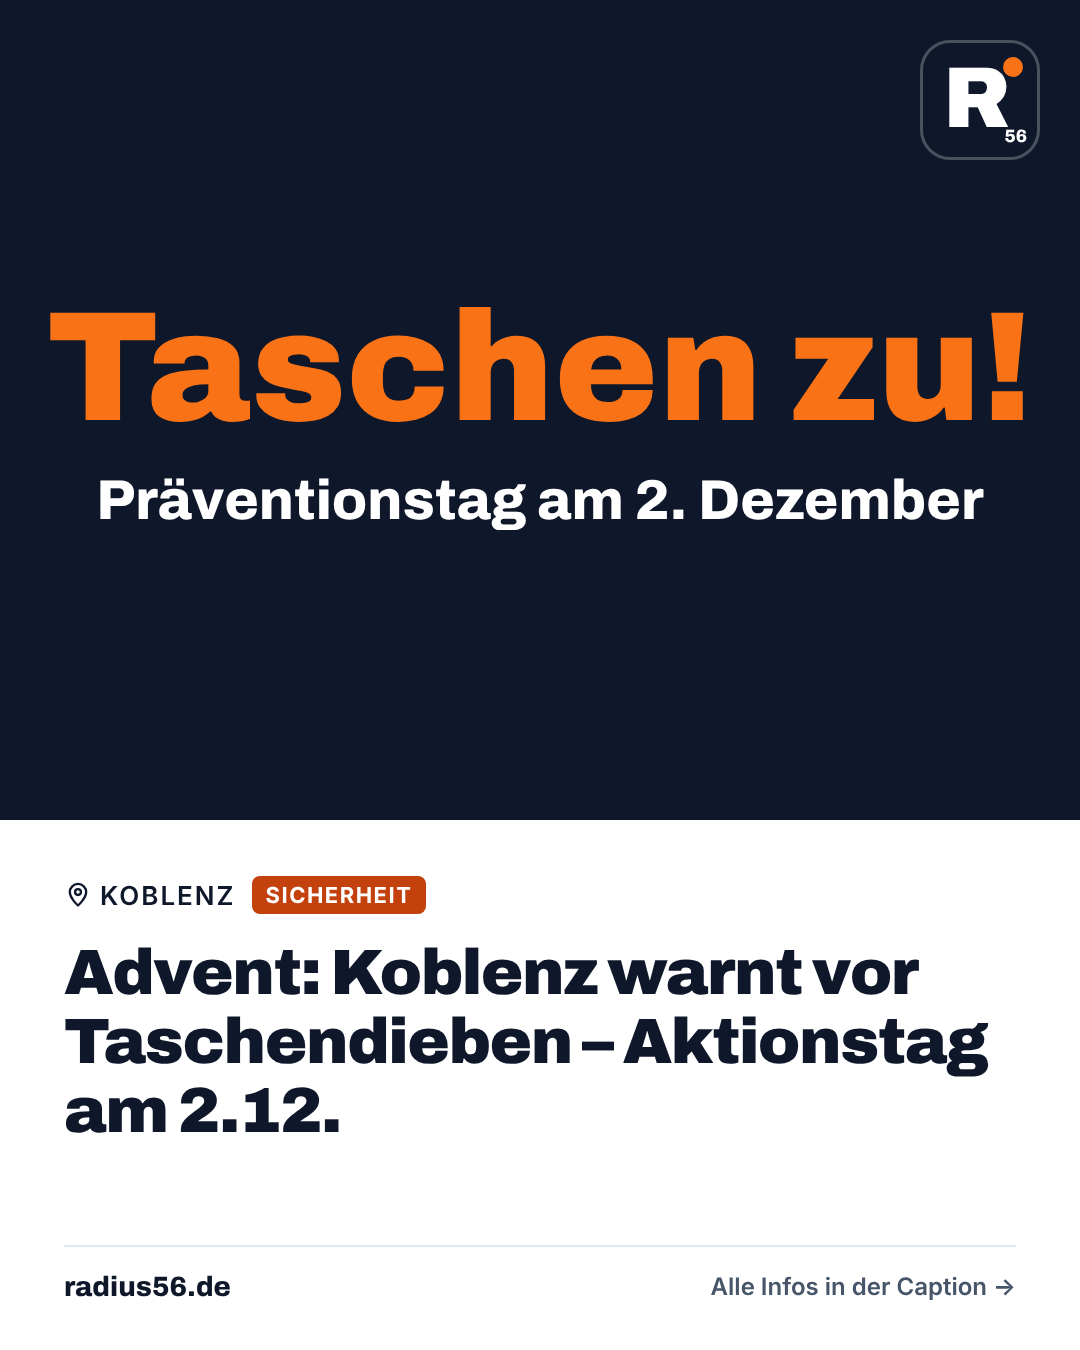 R
56
Taschen zu!
Präventionstag am 2. Dezember
KOBLENZ SICHERHEIT
Advent: Koblenz warnt vor
Taschendieben – Aktionstag
am 2.12.
radius56.de Alle Infos in der Caption →